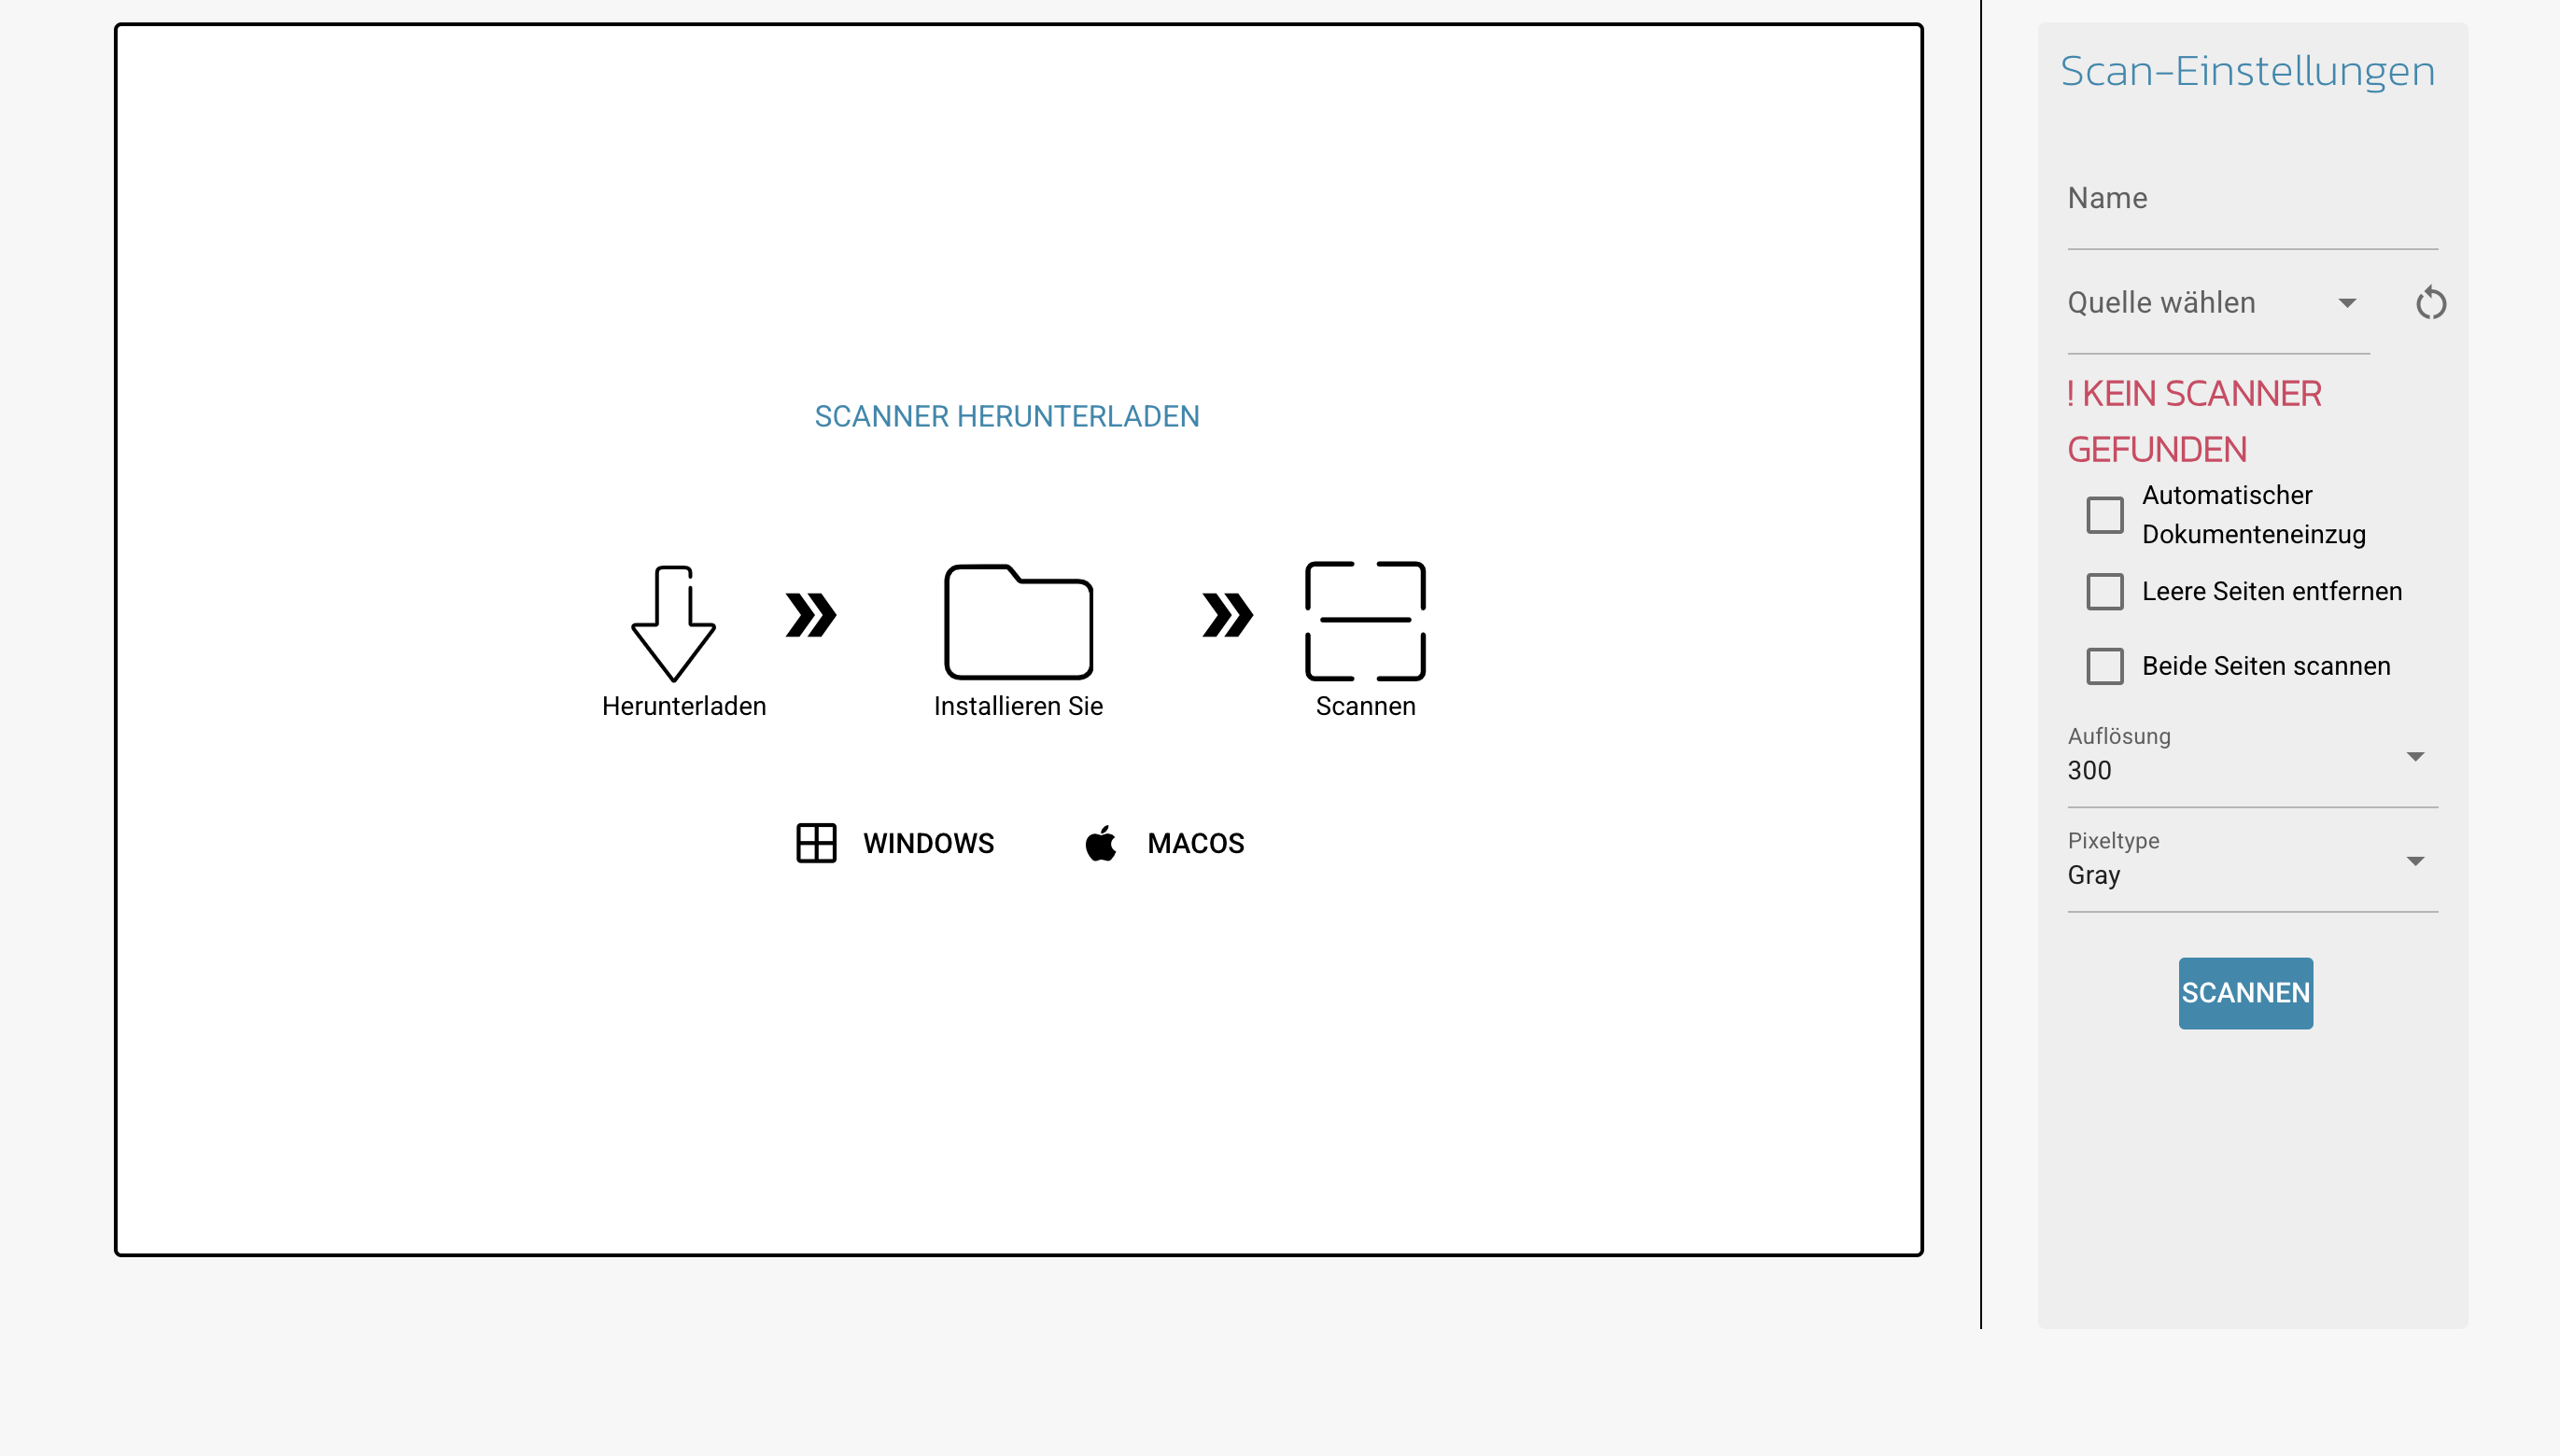 SCANNER HERUNTERLADEN
Herunterladen
Installieren Sie
Scannen
WINDOWS
MACOS
Scan-Einstellungen
Name
Quelle wählen
! KEIN SCANNER
GEFUNDEN
Automatischer
Dokumenteneinzug
Leere Seiten entfernen
Beide Seiten scannen
Auflösung
300
Pixeltype
Gray
SCANNEN